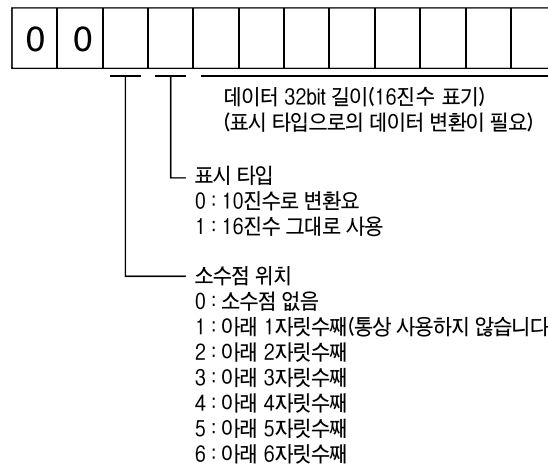 0 0
데이터 32bit 길이(16진수 표기)
(표시 타입으로의 데이터 변환이 필요)
표시 타입
0 : 10진수로 변환요
1 : 16진수 그대로 사용
소수점 위치
0 : 소수점 없음
1 : 아래 1자릿수째(통상 사용하지 않습니다
2 : 아래 2자릿수째
3 : 아래 3자릿수째
4 : 아래 4자릿수째
5 : 아래 5자릿수째
6 : 아래 6자릿수째